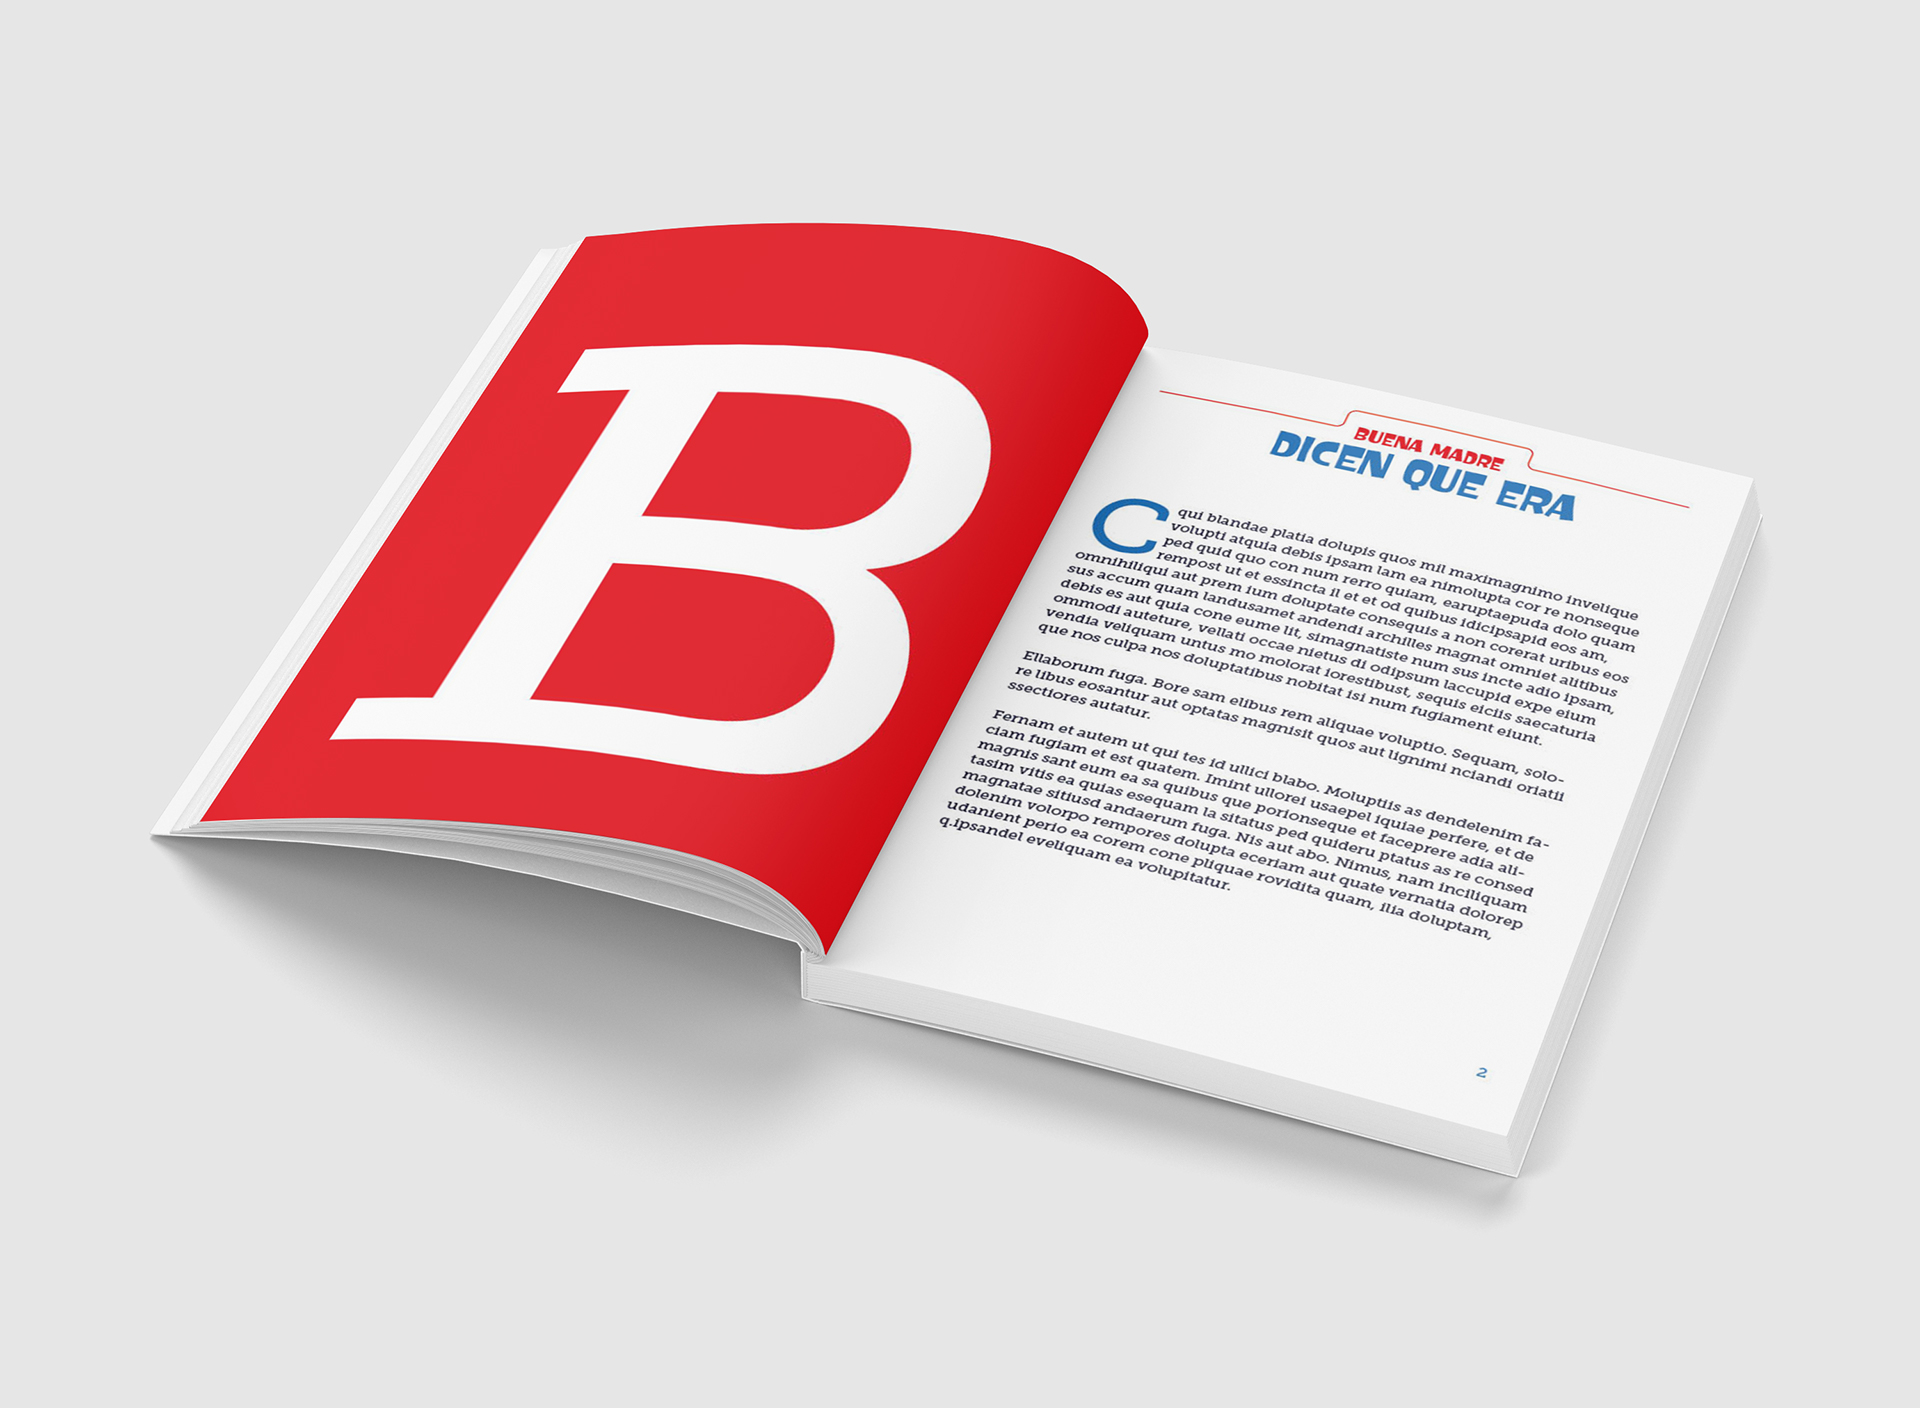 B
BUENA MADRE
DICEN QUE ERA
C qui blandae platia dolupis quos mil maximagnimo invelique
volupti atquia debis ipsam lam ea nimolupta cor re nonseque
ped quid quo con num rerro quiam, earuptaepuda dolo quam
rempost ut et essincta il et et od quibus idicipsapid eos am,
omnihiliqui aut prem ium doluptate consequis a non corerat uribus eos
sus accum quam landusamet andendi archilles magnat omniet alitibus
debis es aut quia cone eume lit, simagnatiste num sus incte adio ipsam,
ommodi auteture, vellati occae nietus di odipsum laccupid expe eium
vendia veliquam untus mo molorat iorestibust, sequis eiciis saecaturia
que nos culpa nos doluptatibus nobitat isi num fugiament eiunt.
Ellaborum fuga. Bore sam elibus rem aliquae voluptio. Sequam, solo-
re libus eosantur aut optatas magnisit quos aut lignimi nciandi oriatii
ssectiores autatur.
Fernam et autem ut qui tes id ullici blabo. Moluptiis as dendelenim fa-
ciam fugiam et est quatem. Imint ullorei usaepel iquiae perfere, et de
magnis sant eum ea sa quibus que porionseque et faceprere adia ali-
tasim vitis ea quias esequam la sitatus ped quideru ptatus as re consed
magnatae sitiusd andaerum fuga. Nis aut abo. Nimus, nam inciliquam
dolenim volorpo rempores dolupta eceriam aut quate vernatia dolorep
udanient perio ea corem cone pliquae rovidita quam, ilia doluptam,
q.ipsandel eveliquam ea volupitatur.
2